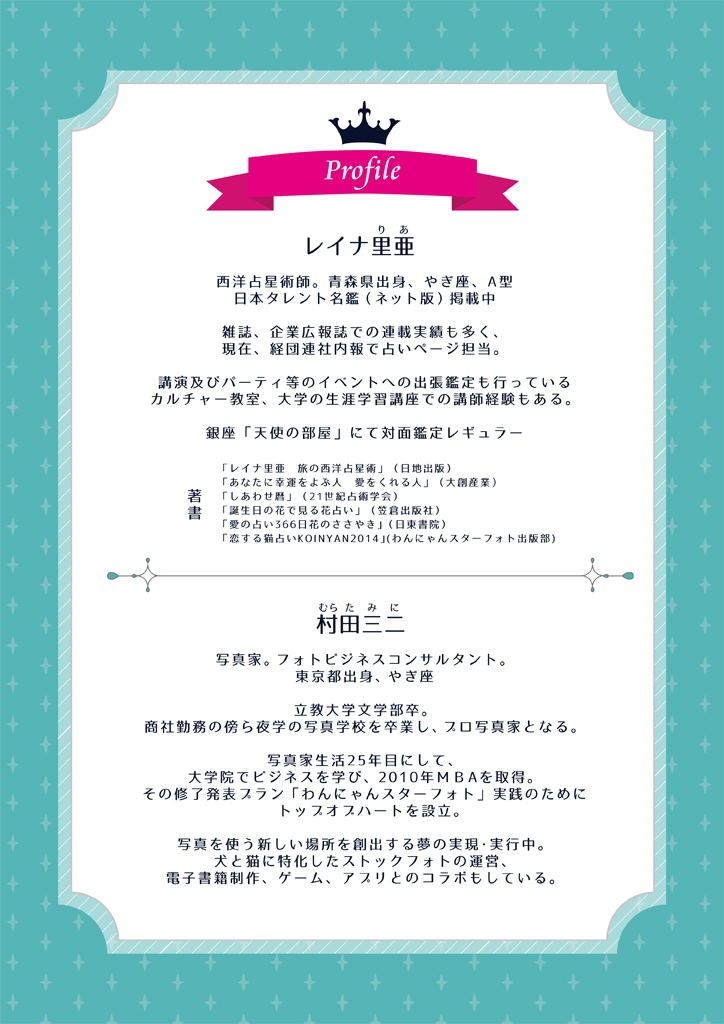 Profile
りあ
レイナ里亜
西洋占星術師。青森県出身、やぎ座、A型
日本タレント名鑑(ネット版)掲載中
雑誌、企業広報誌での連載実績も多く、
現在、経団連社内報で占いページ担当。
講演及びパーティ等のイベントへの出張鑑定も行っている
カルチャー教室、大学の生涯学習講座での講師経験もある。
銀座「天使の部屋」にて対面鑑定レギュラー
著書
「レイナ里亜 旅の西洋占星術」(日地出版)
「あなたに幸運をよぶ人 愛をくれる人」(大創産業)
「しあわせ暦」(21世紀占術学会)
「誕生日の花で見る花占い」(笠倉出版社)
「愛の占い366日花のささやき」(日東書院)
「恋する猫占いKOINYAN2014」(わんにゃんスターフォト出版部)
むらた みに
村田三二
写真家。フォトビジネスコンサルタント。
東京都出身、やぎ座
立教大学文学部卒。
商社勤務の傍ら夜学の写真学校を卒業し、プロ写真家となる。
写真家生活25年目にして、
大学院でビジネスを学び、2010年MBAを取得。
その修了発表プラン「わんにゃんスターフォト」実践のために
トップオブハートを設立。
写真を使う新しい場所を創出する夢の実現・実行中。
犬と猫に特化したストックフォトの運営、
電子書籍制作、ゲーム、アプリとのコラボもしている。